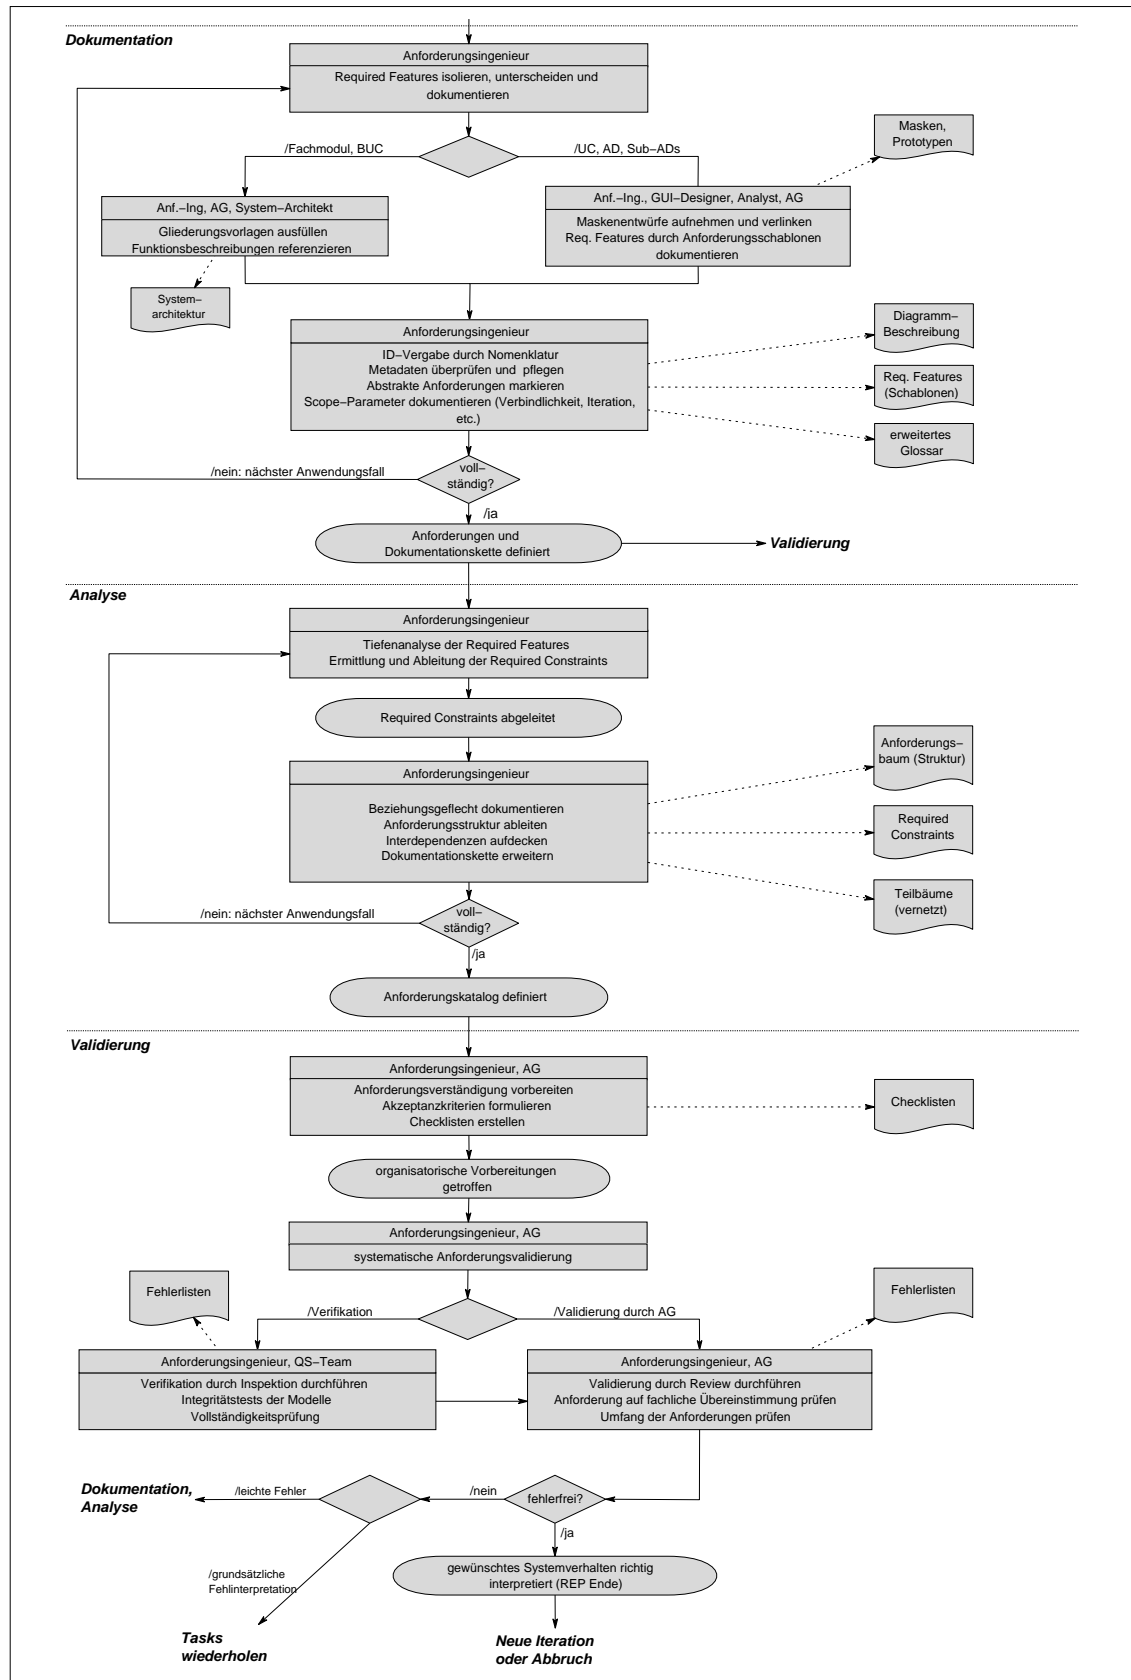 Dokumentation
Anforderungsingenieur
Required Features isolieren, unterscheiden und
dokumentieren
/Fachmodul, BUC
/UC, AD, Sub−ADs
Masken,
Prototypen
Anf.−Ing, AG, System−Architekt
Gliederungsvorlagen ausfüllen
Funktionsbeschreibungen referenzieren
Anf.−Ing., GUI−Designer, Analyst, AG
Maskenentwürfe aufnehmen und verlinken
Req. Features durch Anforderungsschablonen
dokumentieren
System−
architektur
Anforderungsingenieur
ID−Vergabe durch Nomenklatur
Metadaten überprüfen und  pflegen
Abstrakte Anforderungen markieren
Scope−Parameter dokumentieren (Verbindlichkeit, Iteration,
etc.)
Diagramm−
Beschreibung
Req. Features
(Schablonen)
erweitertes
Glossar
/nein: nächster Anwendungsfall
voll−
ständig?
/ja
Anforderungen und
Dokumentationskette definiert
Validierung
Analyse
Anforderungsingenieur
Tiefenanalyse der Required Features
Ermittlung und Ableitung der Required Constraints
Required Constraints abgeleitet
Anforderungsingenieur
Beziehungsgeflecht dokumentieren
Anforderungsstruktur ableiten
Interdependenzen aufdecken
Dokumentationskette erweitern
Anforderungs−
baum (Struktur)
Required
Constraints
Teilbäume
(vernetzt)
/nein: nächster Anwendungsfall
voll−
ständig?
/ja
Anforderungskatalog definiert
Validierung
Anforderungsingenieur, AG
Anforderungsverständigung vorbereiten
Akzeptanzkriterien formulieren
Checklisten erstellen
Checklisten
organisatorische Vorbereitungen
getroffen
Anforderungsingenieur, AG
systematische Anforderungsvalidierung
Fehlerlisten
/Verifikation
/Validierung durch AG
Fehlerlisten
Anforderungsingenieur, QS−Team
Verifikation durch Inspektion durchführen
Integritätstests der Modelle
Vollständigkeitsprüfung
Anforderungsingenieur, AG
Validierung durch Review durchführen
Anforderung auf fachliche Übereinstimmung prüfen
Umfang der Anforderungen prüfen
Dokumentation,
Analyse
/leichte Fehler
/nein
fehlerfrei?
/ja
/grundsätzliche
Fehlinterpretation
gewünschtes Systemverhalten richtig
interpretiert (REP Ende)
Tasks
wiederholen
Neue Iteration
oder Abbruch